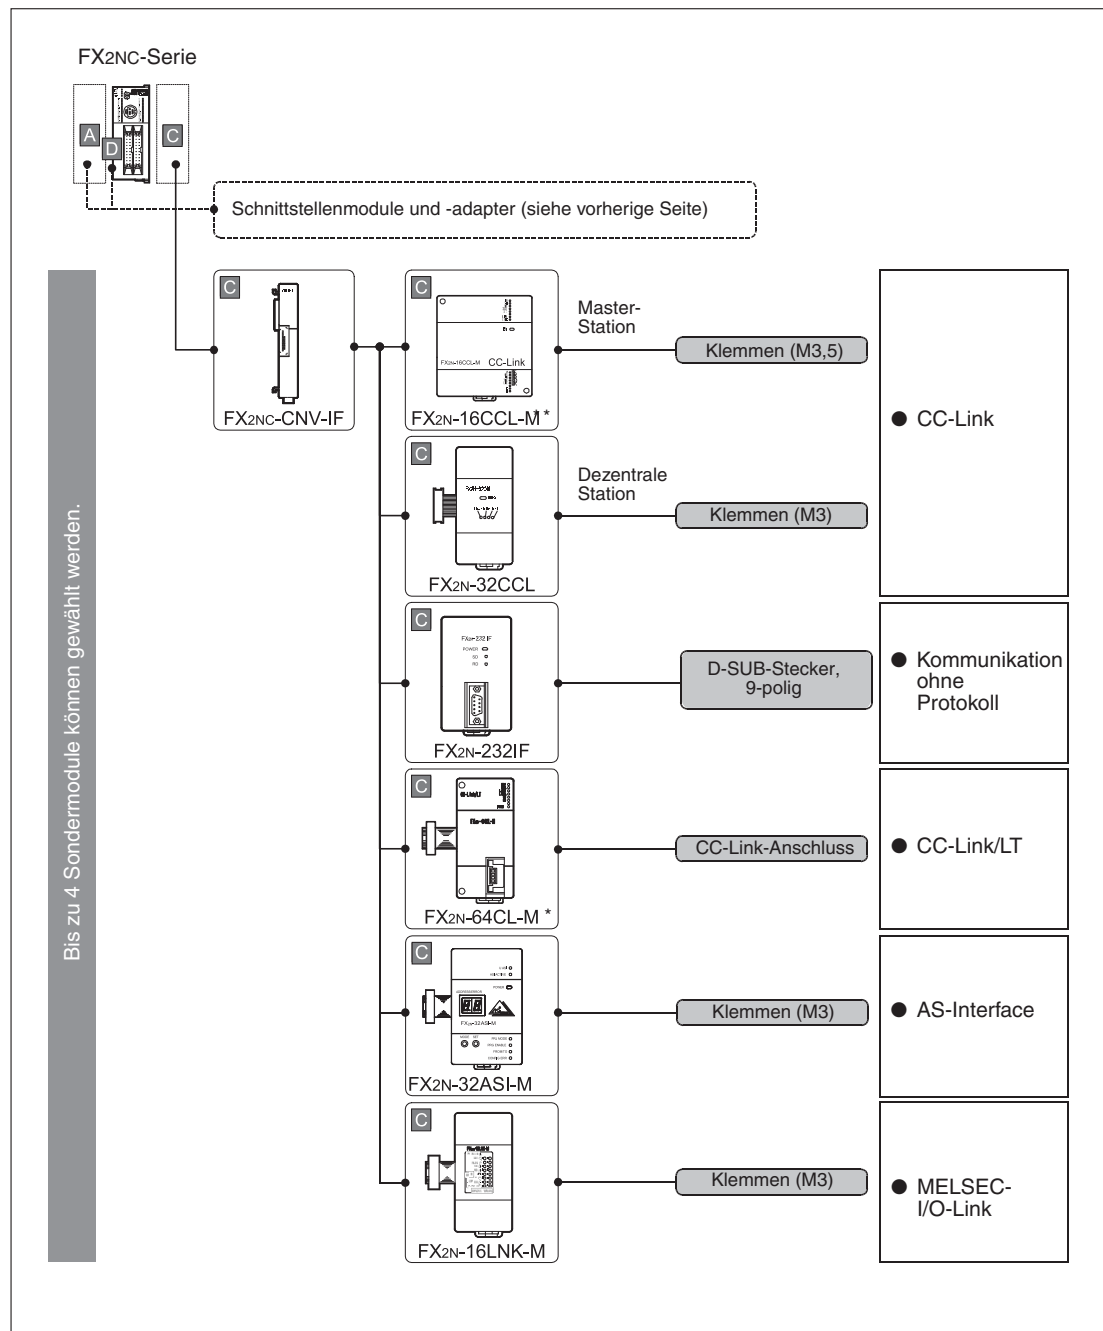 FX2NC-Serie
A
D
C
Schnittstellenmodule und -adapter (siehe vorherige Seite)
Bis zu 4 Sondermodule können gewählt werden.
C
FX2NC-CNV-IF
C
FX2N-16CCL-M CC-Link
FX2N-16CCL-M**
Master-
Station
Klemmen (M3,5)
● CC-Link
C
FX2N-32CCL
Dezentrale
Station
Klemmen (M3)
C
FX2N-232IF
POWER
SD
RD
FX2N-232IF
D-SUB-Stecker,
9-polig
● Kommunikation
ohne
Protokoll
C
CC-Link/LT
FX2N-64CL-M *
CC-Link-Anschluss
● CC-Link/LT
C
POWER
FX2N-32ASI-M
FX2N-32ASI-M
Klemmen (M3)
● AS-Interface
C
FX2N-16LNK-M
Klemmen (M3)
● MELSEC-
I/O-Link